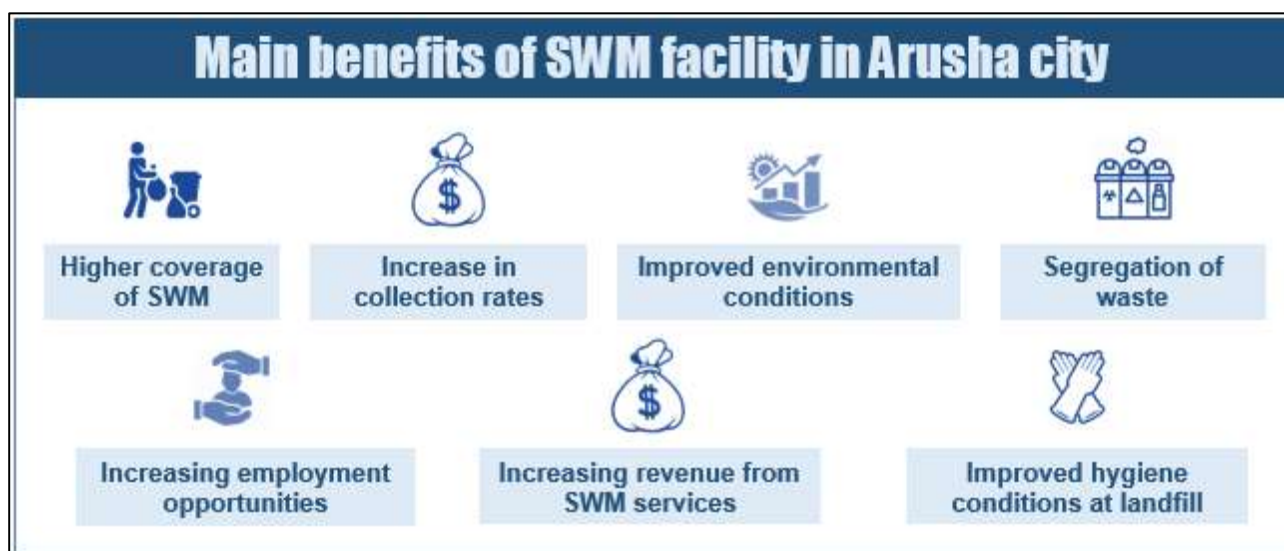 Main benefits of SWM facility in Arusha city
Higher coverage
of SWM
Increase in
collection rates
Improved environmental
conditions
Segregation of
waste
Increasing employment
opportunities
Increasing revenue from
SWM services
Improved hygiene
conditions at landfill